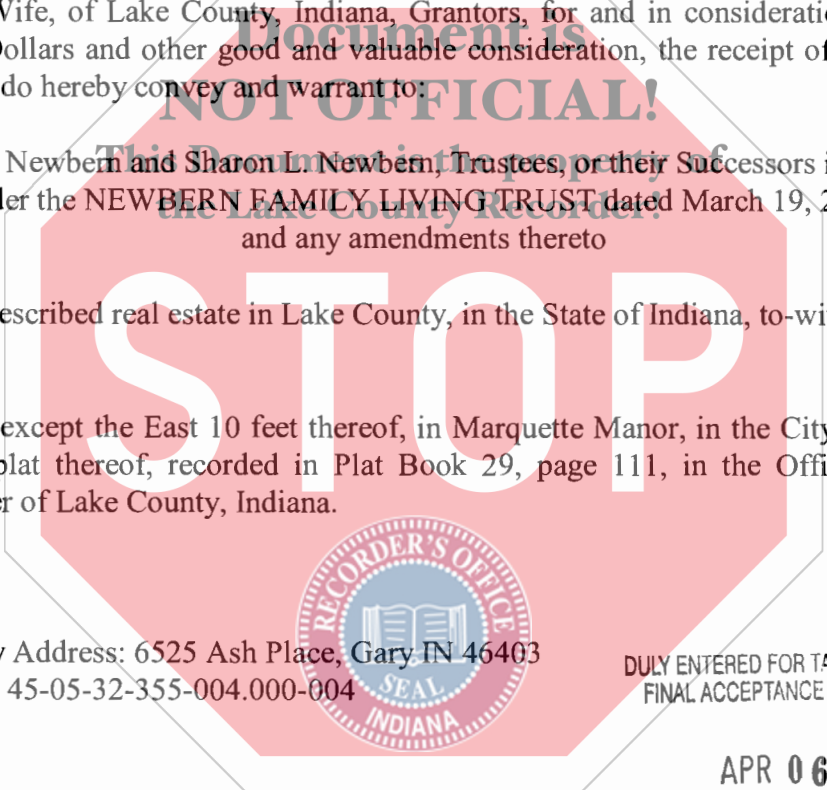 Wife, of Lake County, Indiana, Grantors, for and in consideratio
Document is
Dollars and other good and valuable consideration, the receipt of
do hereby convey and warrant to:
NOT OFFICIAL!
This Document is the property of
Newbern and Sharon L. Newbern, Trustees, or their Successors i
the Lake County Recorder!
er the NEWBERN FAMILY LIVING TRUST dated March 19, 2
and any amendments thereto
STOP
escribed real estate in Lake County, in the State of Indiana, to-wi
except the East 10 feet thereof, in Marquette Manor, in the City
plat thereof, recorded in Plat Book 29, page 111, in the Offi
r of Lake County, Indiana.
RECORDER'S OFFICE
SEAL
INDIANA
y Address: 6525 Ash Place, Gary IN 46403
45-05-32-355-004.000-004
DULY ENTERED FOR TA
FINAL ACCEPTANCE
APR 06